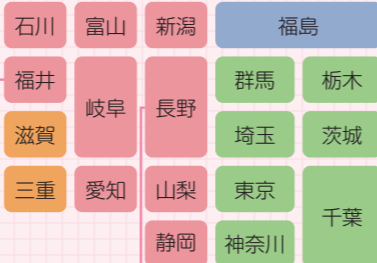 石川 富山 新潟 福島
福井 岐阜 長野 群馬 栃木
滋賀 埼玉 茨城
三重 愛知 山梨 東京 千葉
静岡 神奈川